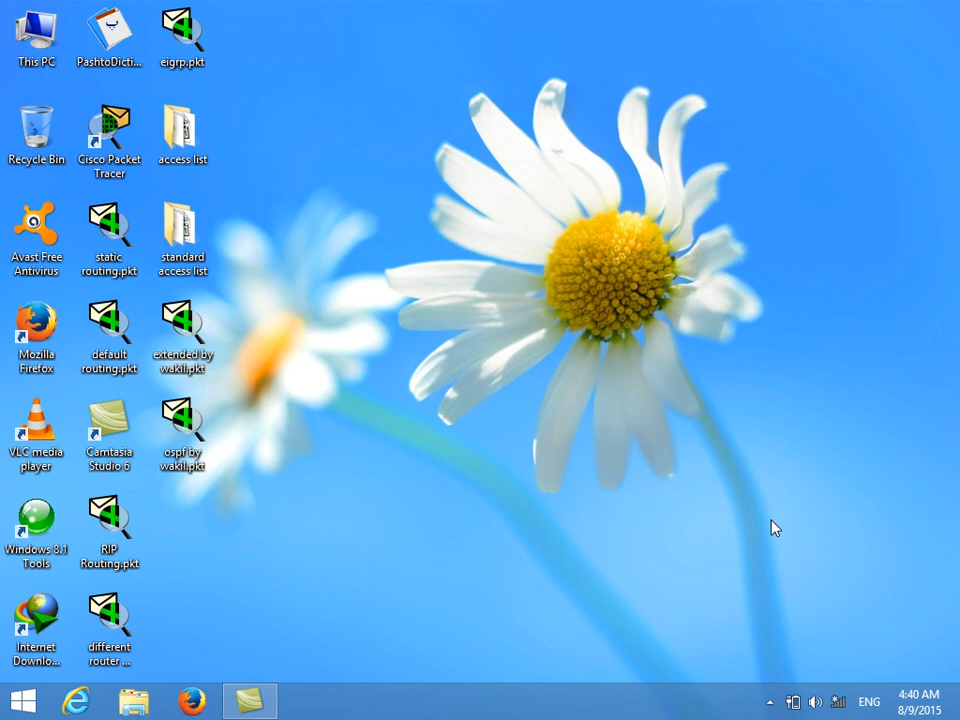 This PC
PashtoDicti...
eigrp.pkt
Recycle Bin
Cisco Packet
Tracer
access list
Avast Free
Antivirus
static
routing.pkt
standard
access list
Mozilla
Firefox
default
routing.pkt
extended by
wakil.pkt
VLC media
player
Camtasia
Studio 6
ospf by
wakil.pkt
Windows 8.1
Tools
RIP
Routing.pkt
Internet
Downlo...
different
router ...
ENG
4:40 AM
8/9/2015